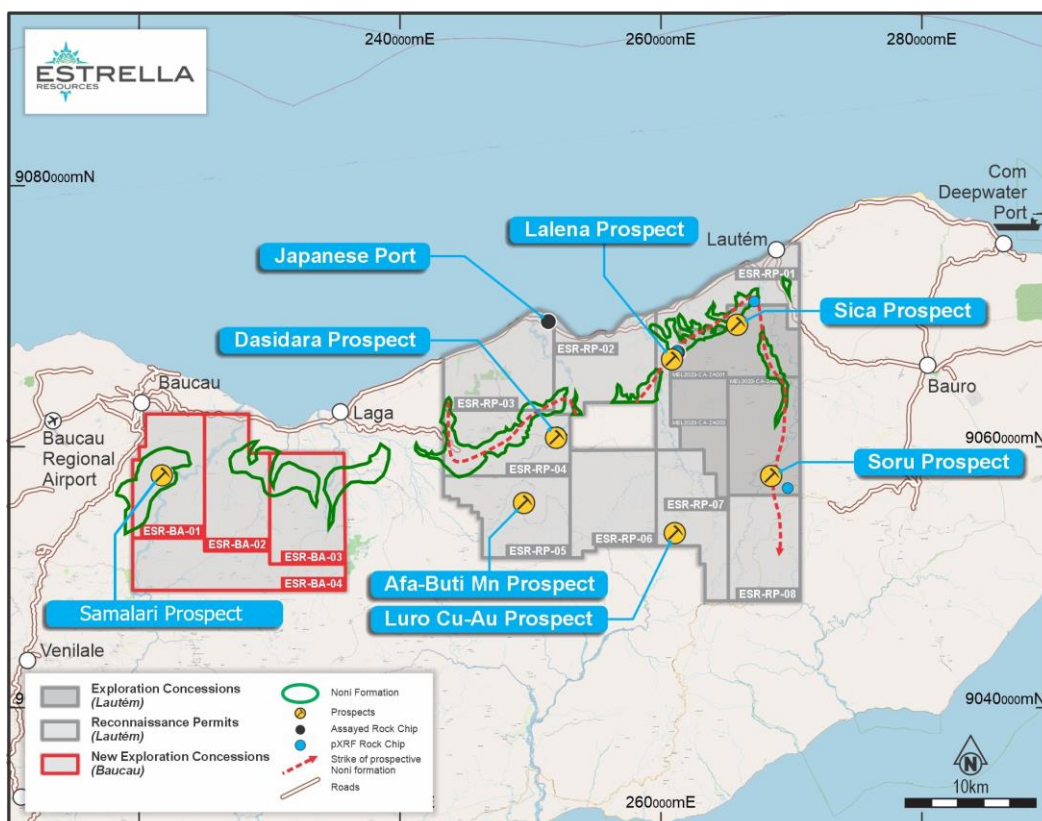 240000mE
260000mE
280000mE
ESTRELLA
RESOURCES
9080000mN
Com
Deepwater
Port
Lalena Prospect
Lautém
Japanese Port
ESR-RP-01
Sica Prospect
Dasidara Prospect
ESR-RP-02
Baucau
Laga
ESR-RP-03
Bauro
Baucau
Regional
Airport
9060000mN
ESR-RP-04
Soru Prospect
ESR-RP-07
ESR-BA-01
ESR-BA-02
ESR-BA-03
ESR-RP-05
ESR-RP-06
ESR-BA-04
Afa-Buti Mn Prospect
ESR-RP-08
Samalari Prospect
Luro Cu-Au Prospect
Venilale
Exploration Concessions
(Lautém)
Reconnaissance Permits
(Lautém)
New Exploration Concessions
(Baucau)
Noni Formation
Prospects
Assayed Rock Chip
pXRF Rock Chip
Strike of prospective
Noni formation
Roads
9040000mN
N
10km
260000mE